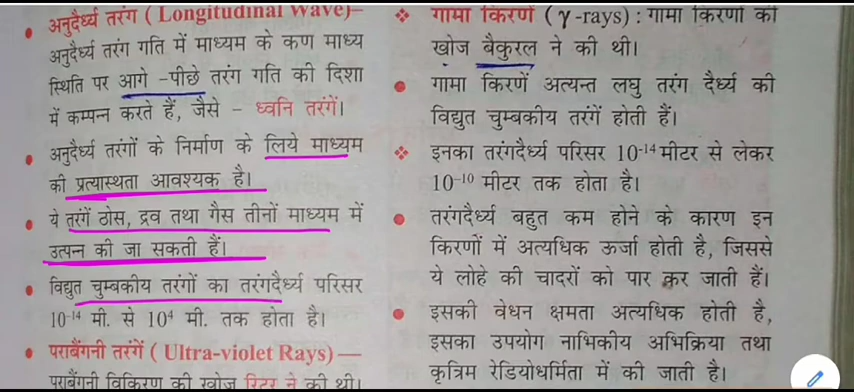 अनुदैर्ध्य तरंग (Longitudinal Wave)–
अनुदैर्ध्य तरंग गति में माध्यम के कण माध्य
स्थिति पर आगे -पीछे तरंग गति की दिशा
में कम्पन करते हैं, जैसे – ध्वनि तरंगें।
अनुदैर्ध्य तरंगों के निर्माण के लिये माध्यम
की प्रत्यास्थता आवश्यक है।
ये तरंगें ठोस, द्रव तथा गैस तीनों माध्यम में
उत्पन्न की जा सकती हैं।
विद्युत चुम्बकीय तरंगों का तरंगदैर्ध्य परिसर
10⁻¹⁴ मी. से 10⁴ मी. तक होता है।
पराबैंगनी तरंगें (Ultra-violet Rays) —
पराबैंगनी विकिरण की खोज रिटर ने की थी।
गामा किरणें (γ-rays) : गामा किरणों की
खोज बैकुरल ने की थी।
गामा किरणें अत्यन्त लघु तरंग दैर्ध्य की
विद्युत चुम्बकीय तरंगें होती हैं।
इनका तरंगदैर्ध्य परिसर 10⁻¹⁴ मीटर से लेकर
10⁻¹⁰ मीटर तक होता है।
तरंगदैर्ध्य बहुत कम होने के कारण इन
किरणों में अत्यधिक ऊर्जा होती है, जिससे
ये लोहे की चादरों को पार कर जाती हैं।
इसकी वेधन क्षमता अत्यधिक होती है,
इसका उपयोग नाभिकीय अभिक्रिया तथा
कृत्रिम रेडियोधर्मिता में की जाती है।